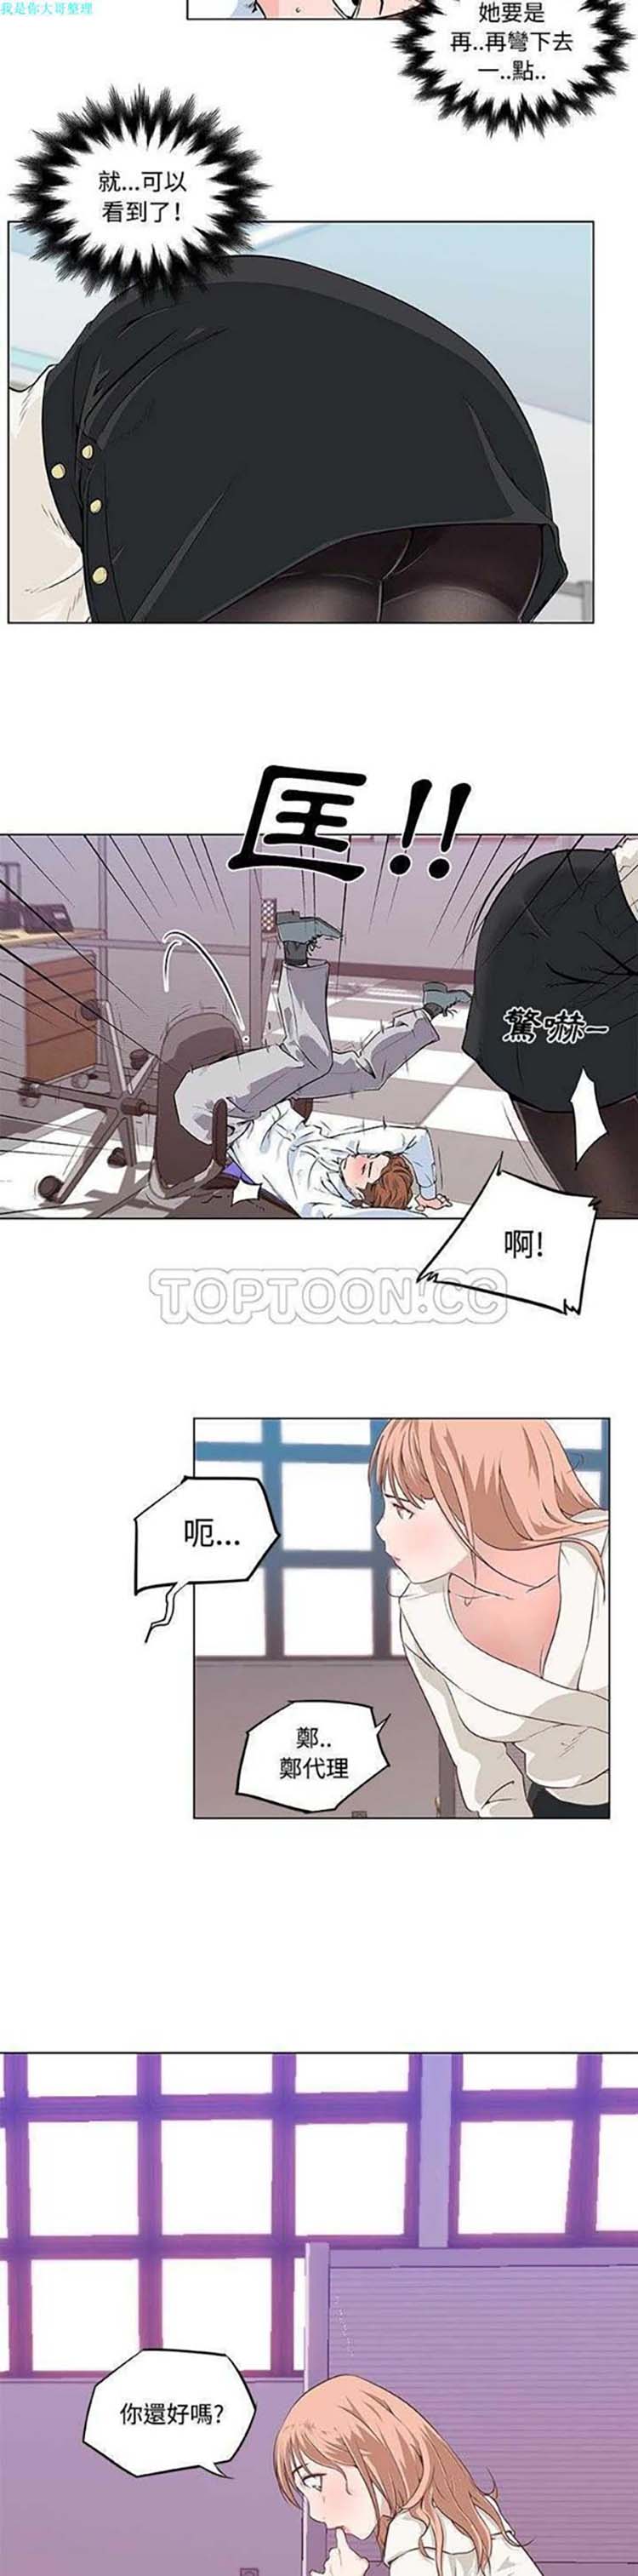 我是你大哥整理
她要是
再..再彎下去
一..點..
就...可以
看到了!
匡!!
驚嚇—
啊!
TOPTOON.CC
呃...
鄭..
鄭代理
你還好嗎?